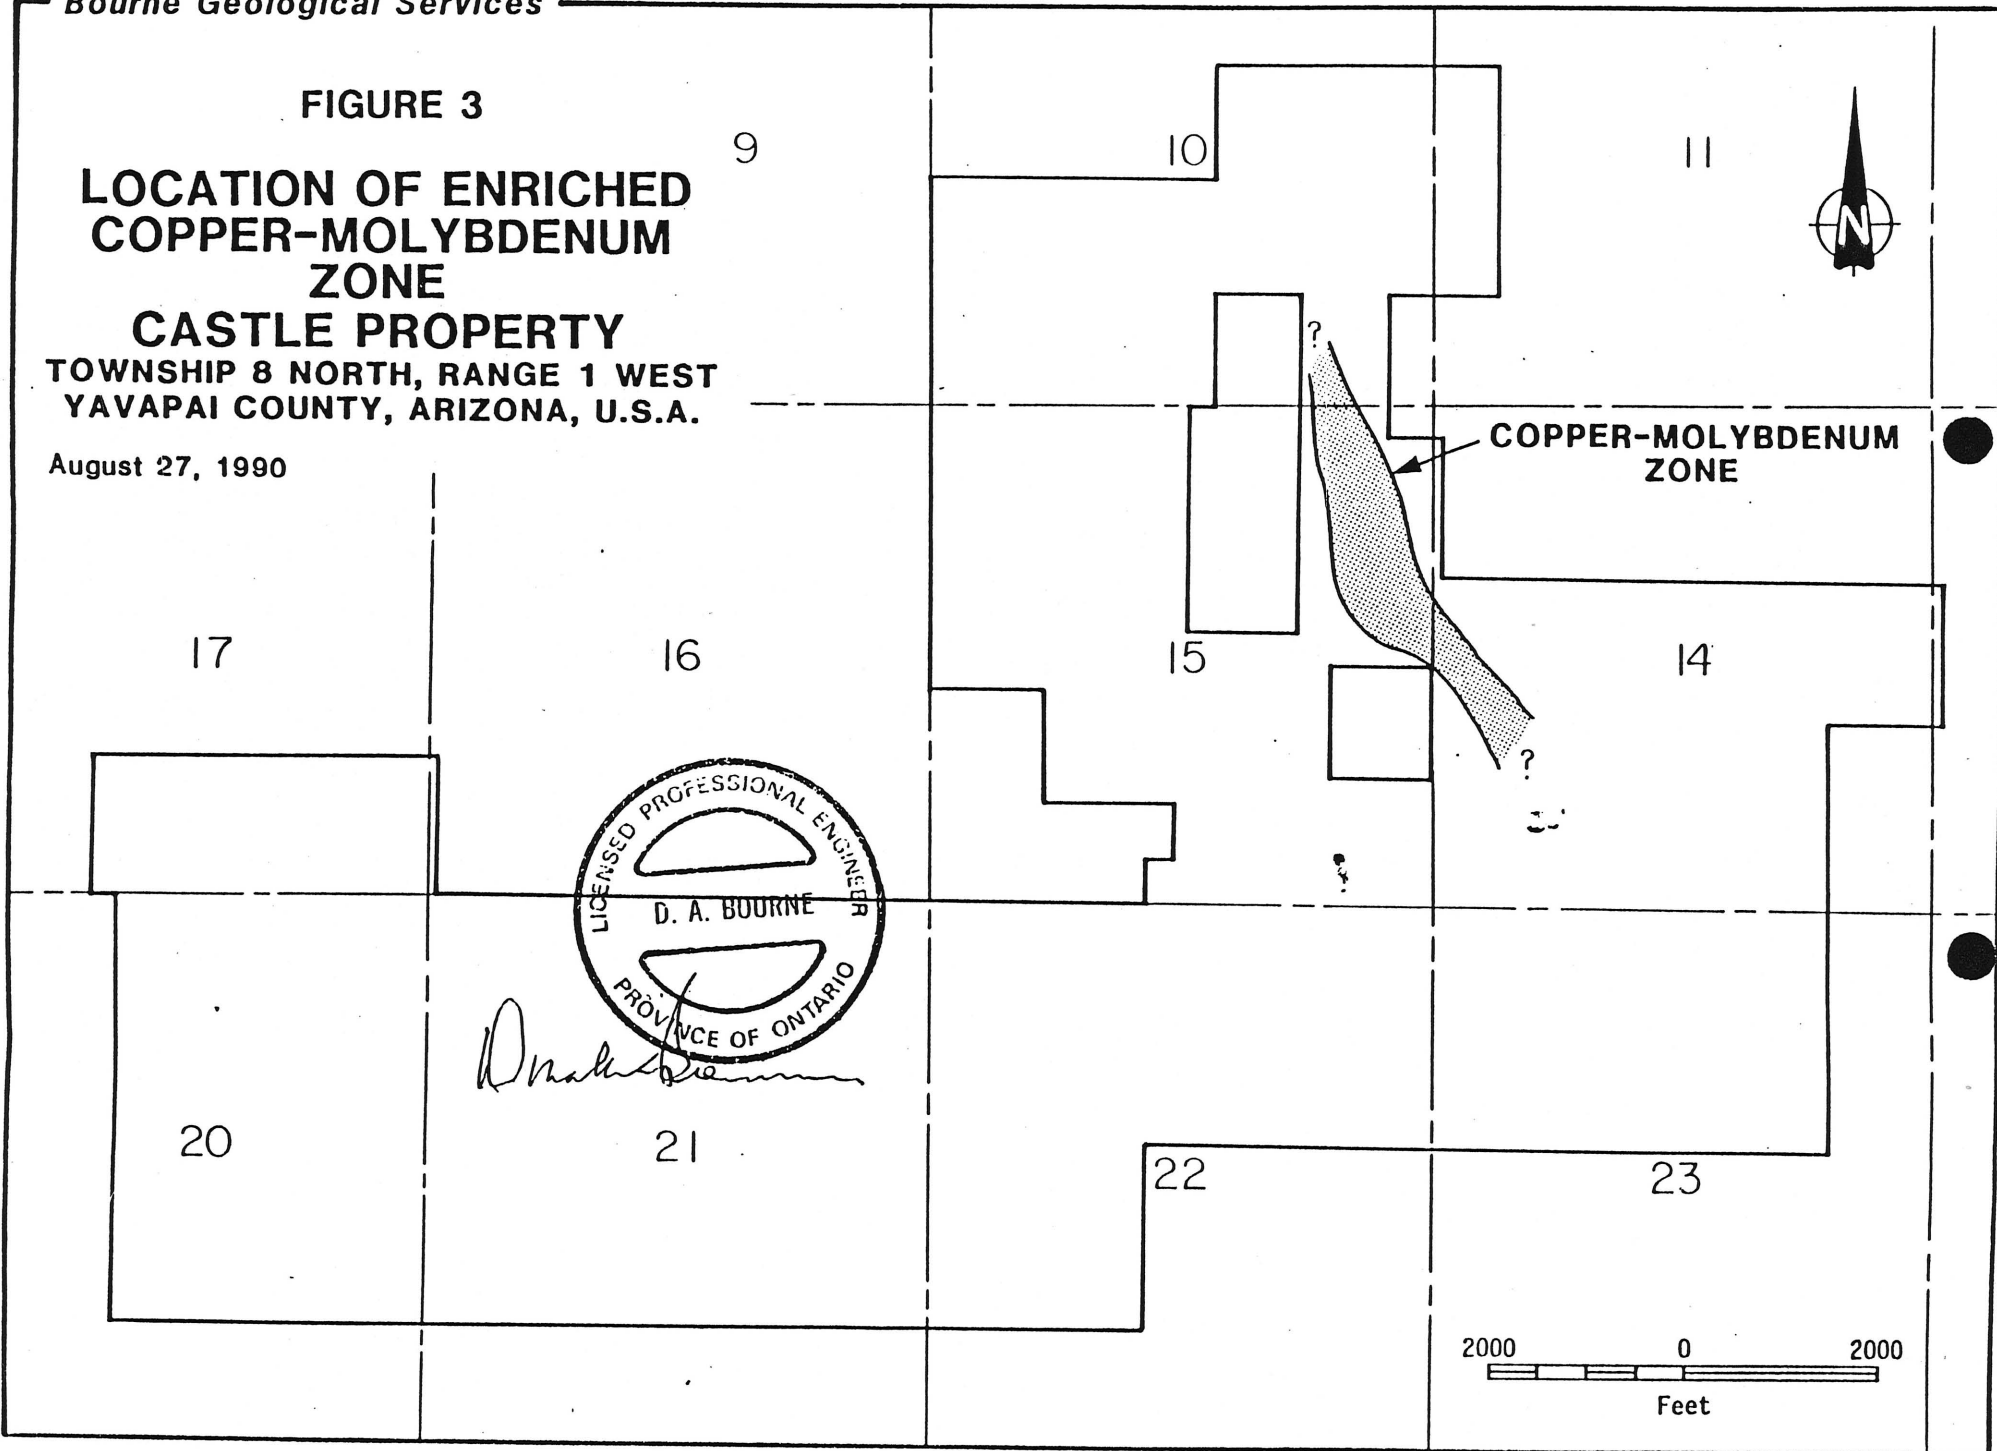 Bourne Geological Services
FIGURE 3
LOCATION OF ENRICHED
COPPER-MOLYBDENUM
ZONE
CASTLE PROPERTY
TOWNSHIP 8 NORTH, RANGE 1 WEST
YAVAPAI COUNTY, ARIZONA, U.S.A.
August 27, 1990
9
10
11
N
?
COPPER-MOLYBDENUM
ZONE
17
16
15
14
?
LICENSED PROFESSIONAL ENGINEER
D. A. BOURNE
PROVINCE OF ONTARIO
20
21
22
23
2000 0 2000
Feet